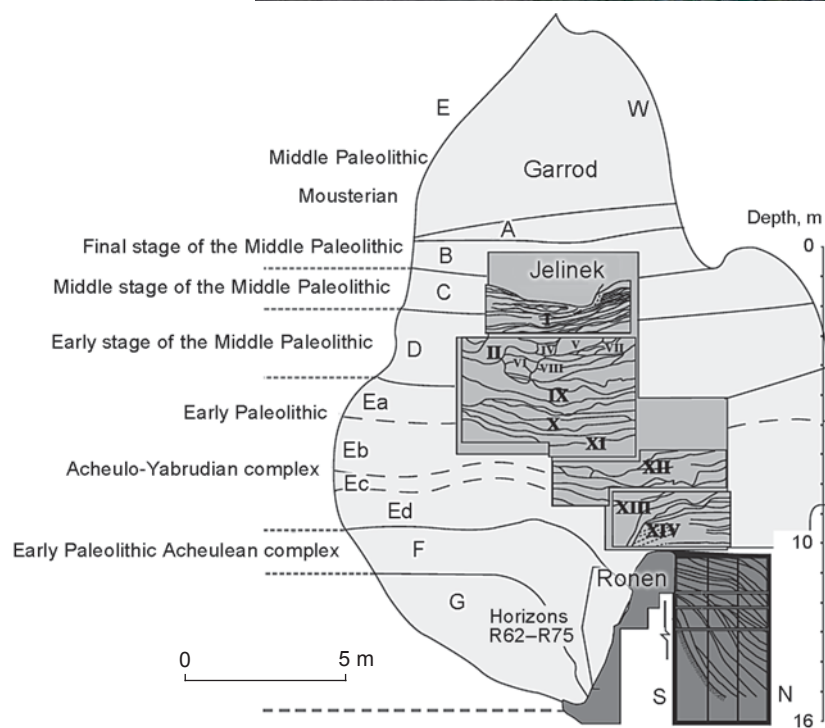 E
W
Middle Paleolithic
Garrod
Mousterian
Depth, m
A
0
Final stage of the Middle Paleolithic
B
Jelinek
Middle stage of the Middle Paleolithic
C
I
Early stage of the Middle Paleolithic
D
II
IV
V
VII
VI
VIII
Ea
IX
Early Paleolithic
X
XI
Eb
Acheulo-Yabrudian complex
XII
Ec
Ed
XIII
XIV
Early Paleolithic Acheulean complex
F
10
Ronen
G
Horizons
R62–R75
0
5 m
S
N
16